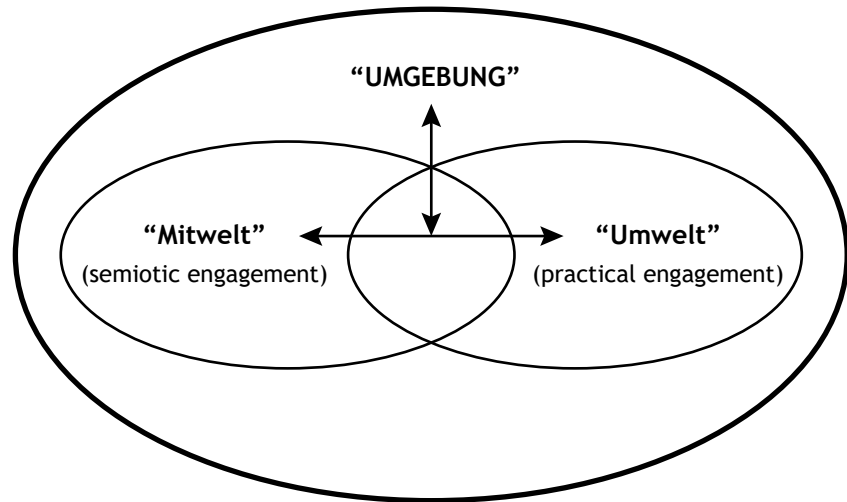 “UMGEBUNG”
“Mitwelt”
(semiotic engagement)
“Umwelt”
(practical engagement)